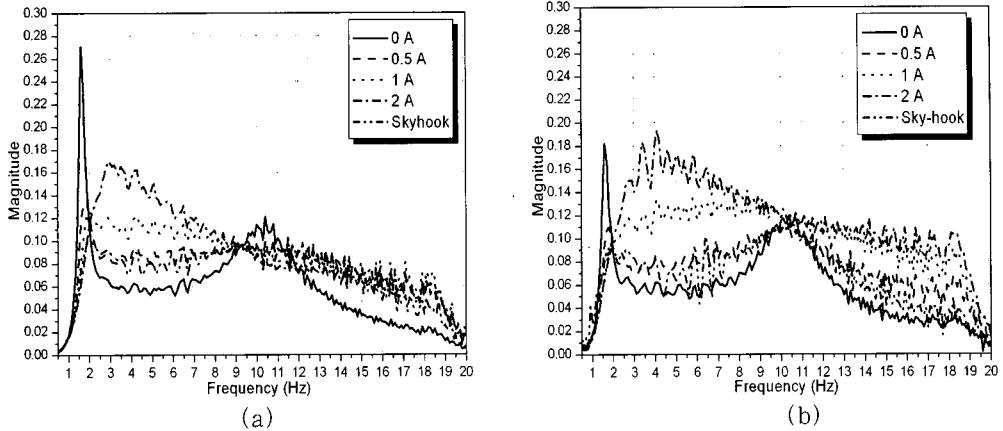 0.30
0.28
0.26
0.24
0.22
0.20
0.18
0.16
0.14
0.12
0.10
0.08
0.06
0.04
0.02
0.00
Magnitude
0 A
0.5 A
1 A
2 A
Skyhook
1 2 3 4 5 6 7 8 9 10 11 12 13 14 15 16 17 18 19 20
Frequency (Hz)
(a)
0.30
0.28
0.26
0.24
0.22
0.20
0.18
0.16
0.14
0.12
0.10
0.08
0.06
0.04
0.02
0.00
Magnitude
0 A
0.5 A
1 A
2 A
Sky-hook
1 2 3 4 5 6 7 8 9 10 11 12 13 14 15 16 17 18 19 20
Frequency (Hz)
(b)